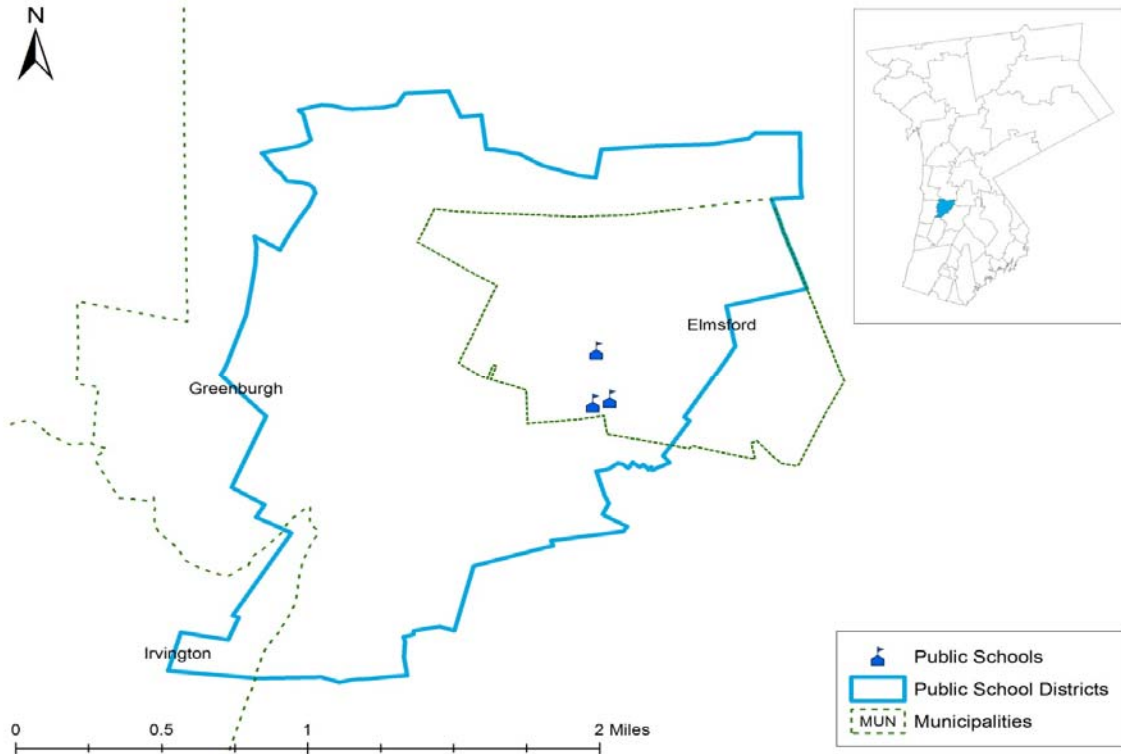 N
Elmsford
Greenburgh
Irvington
Public Schools
Public School Districts
MUN Municipalities
0 0.5 1 2 Miles